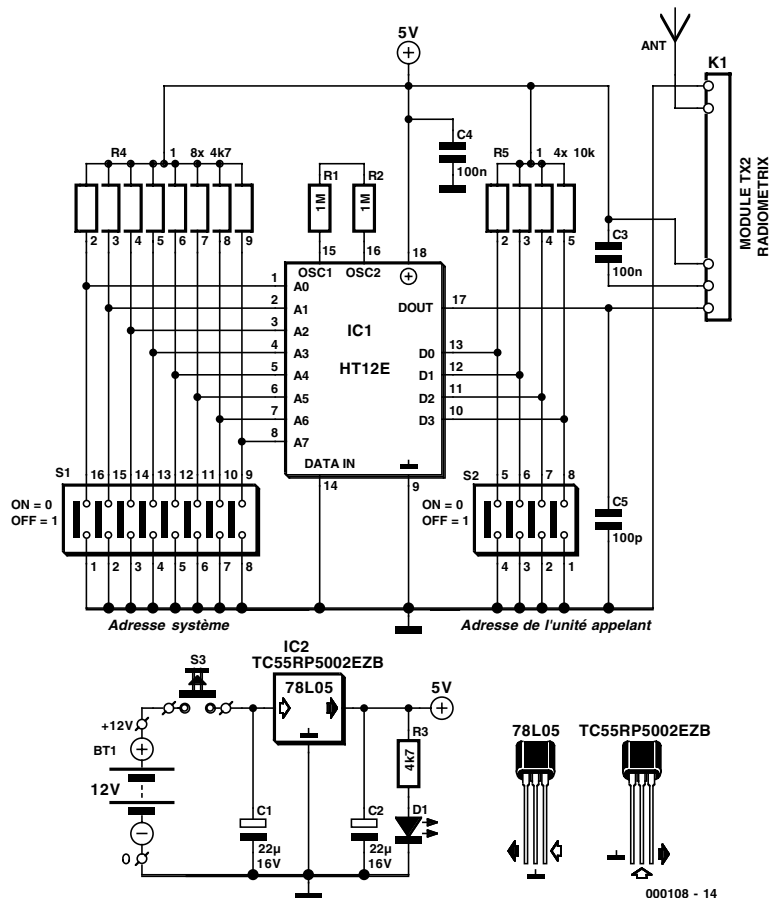 5V
ANT
K1
C4
100n
R4 1 8x 4k7
R1 R2
R5 1 4x 10k
1M 1M
MODULE TX2
RADIOMETRIX
2 3 4 5 6 7 8 9
15 16 18
2 3 4 5
C3
100n
OSC1 OSC2
1 A0
2 A1
3 A2
4 A3
5 A4
6 A5
7 A6
8 A7
IC1
HT12E
DOUT 17
D0 13
D1 12
D2 11
D3 10
DATA IN
14 9
S1
16 15 14 13 12 11 10 9
ON = 0
OFF = 1
1 2 3 4 5 6 7 8
S2
5 6 7 8
ON = 0
OFF = 1
4 3 2 1
C5
100p
Adresse système
Adresse de l'unité appelant
IC2
TC55RP5002EZB
S3
78L05
5V
+12V
BT1
12V
0
R3
4k7
C1
22µ
16V
C2
22µ
16V
D1
78L05
TC55RP5002EZB
000108 - 14